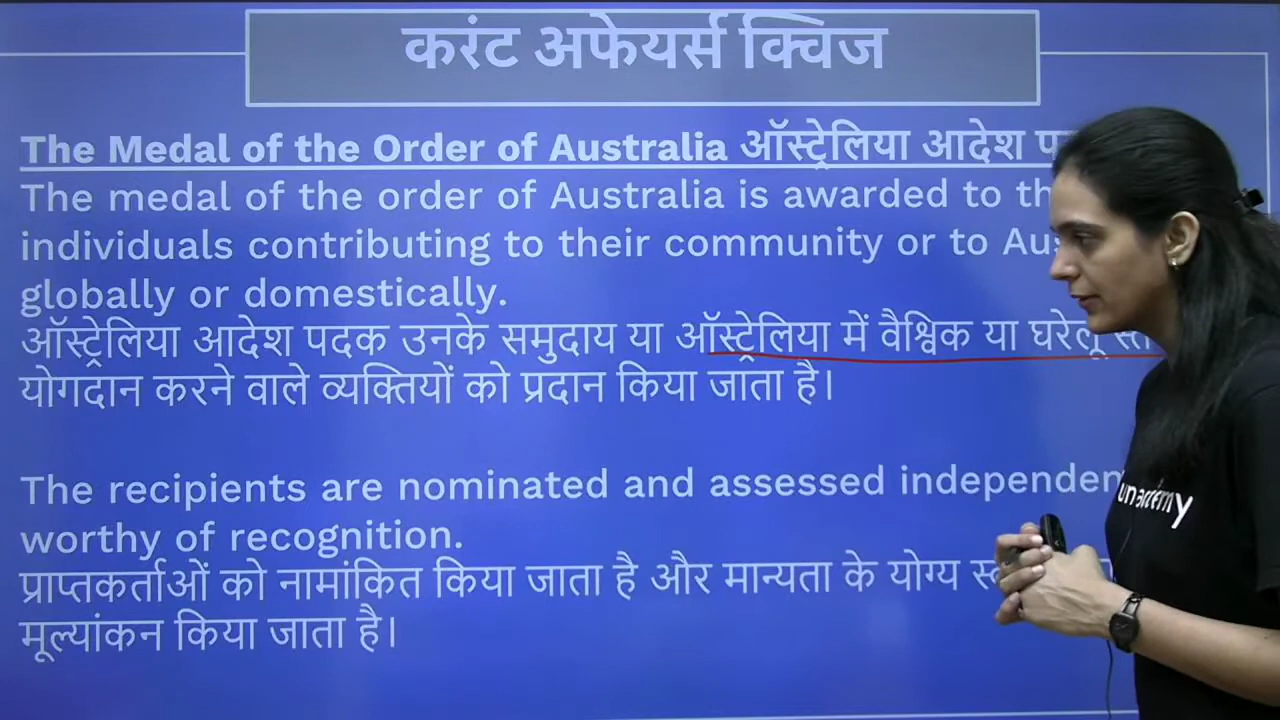 करंट अफेयर्स क्विज
The Medal of the Order of Australia ऑस्ट्रेलिया आदेश
The medal of the order of Australia is awarded to
individuals contributing to their community or to
globally or domestically.
ऑस्ट्रेलिया आदेश पदक उनके समुदाय या ऑस्ट्रेलिया में वैश्विक या घरेलू
योगदान करने वाले व्यक्तियों को प्रदान किया जाता है।
The recipients are nominated and assessed
worthy of recognition.
प्राप्तकर्ताओं को नामांकित किया जाता है और मान्यता के योग्य
मूल्यांकन किया जाता है।
unacademy